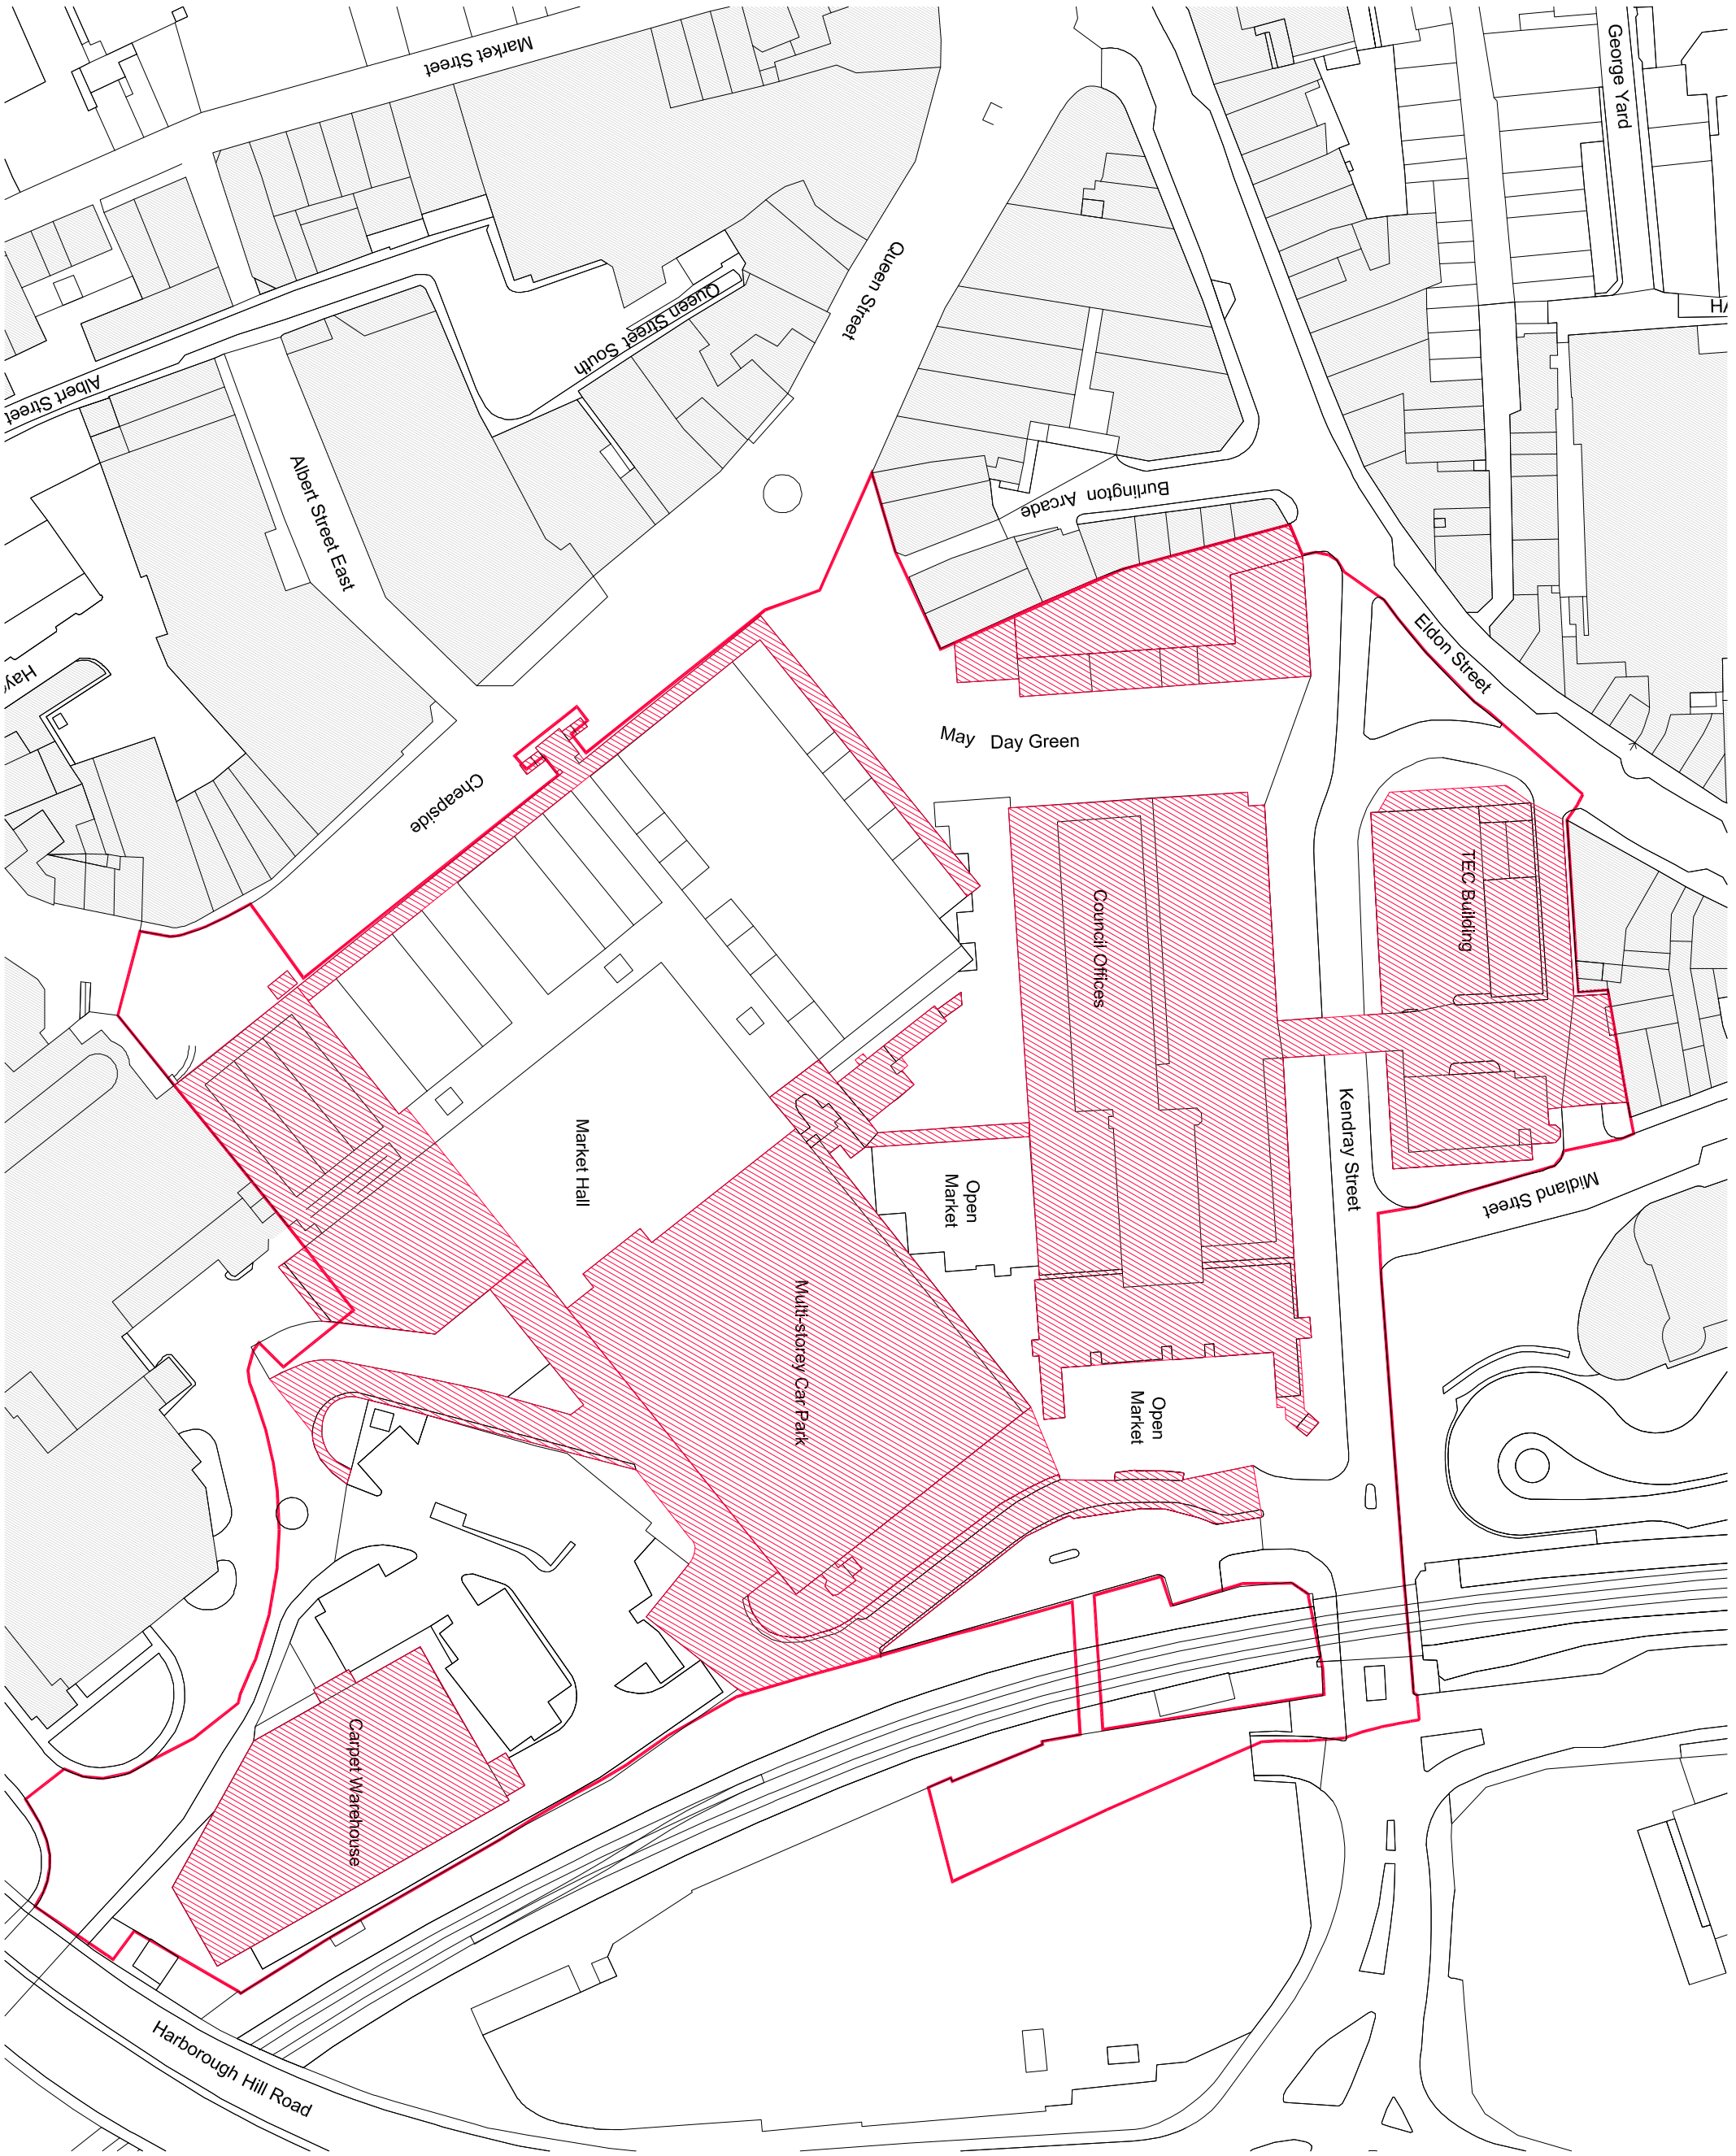 Market Street
George Yard
Queen Street
Queen Street South
Albert Street
Albert Street East
Burlington Arcade
Eldon Street
May Day Green
Cheapside
TEC Building
Council Offices
Market Hall
Open
Market
Kendray Street
Midland Street
Multi-storey Car Park
Open
Market
Carpet Warehouse
Harborough Hill Road